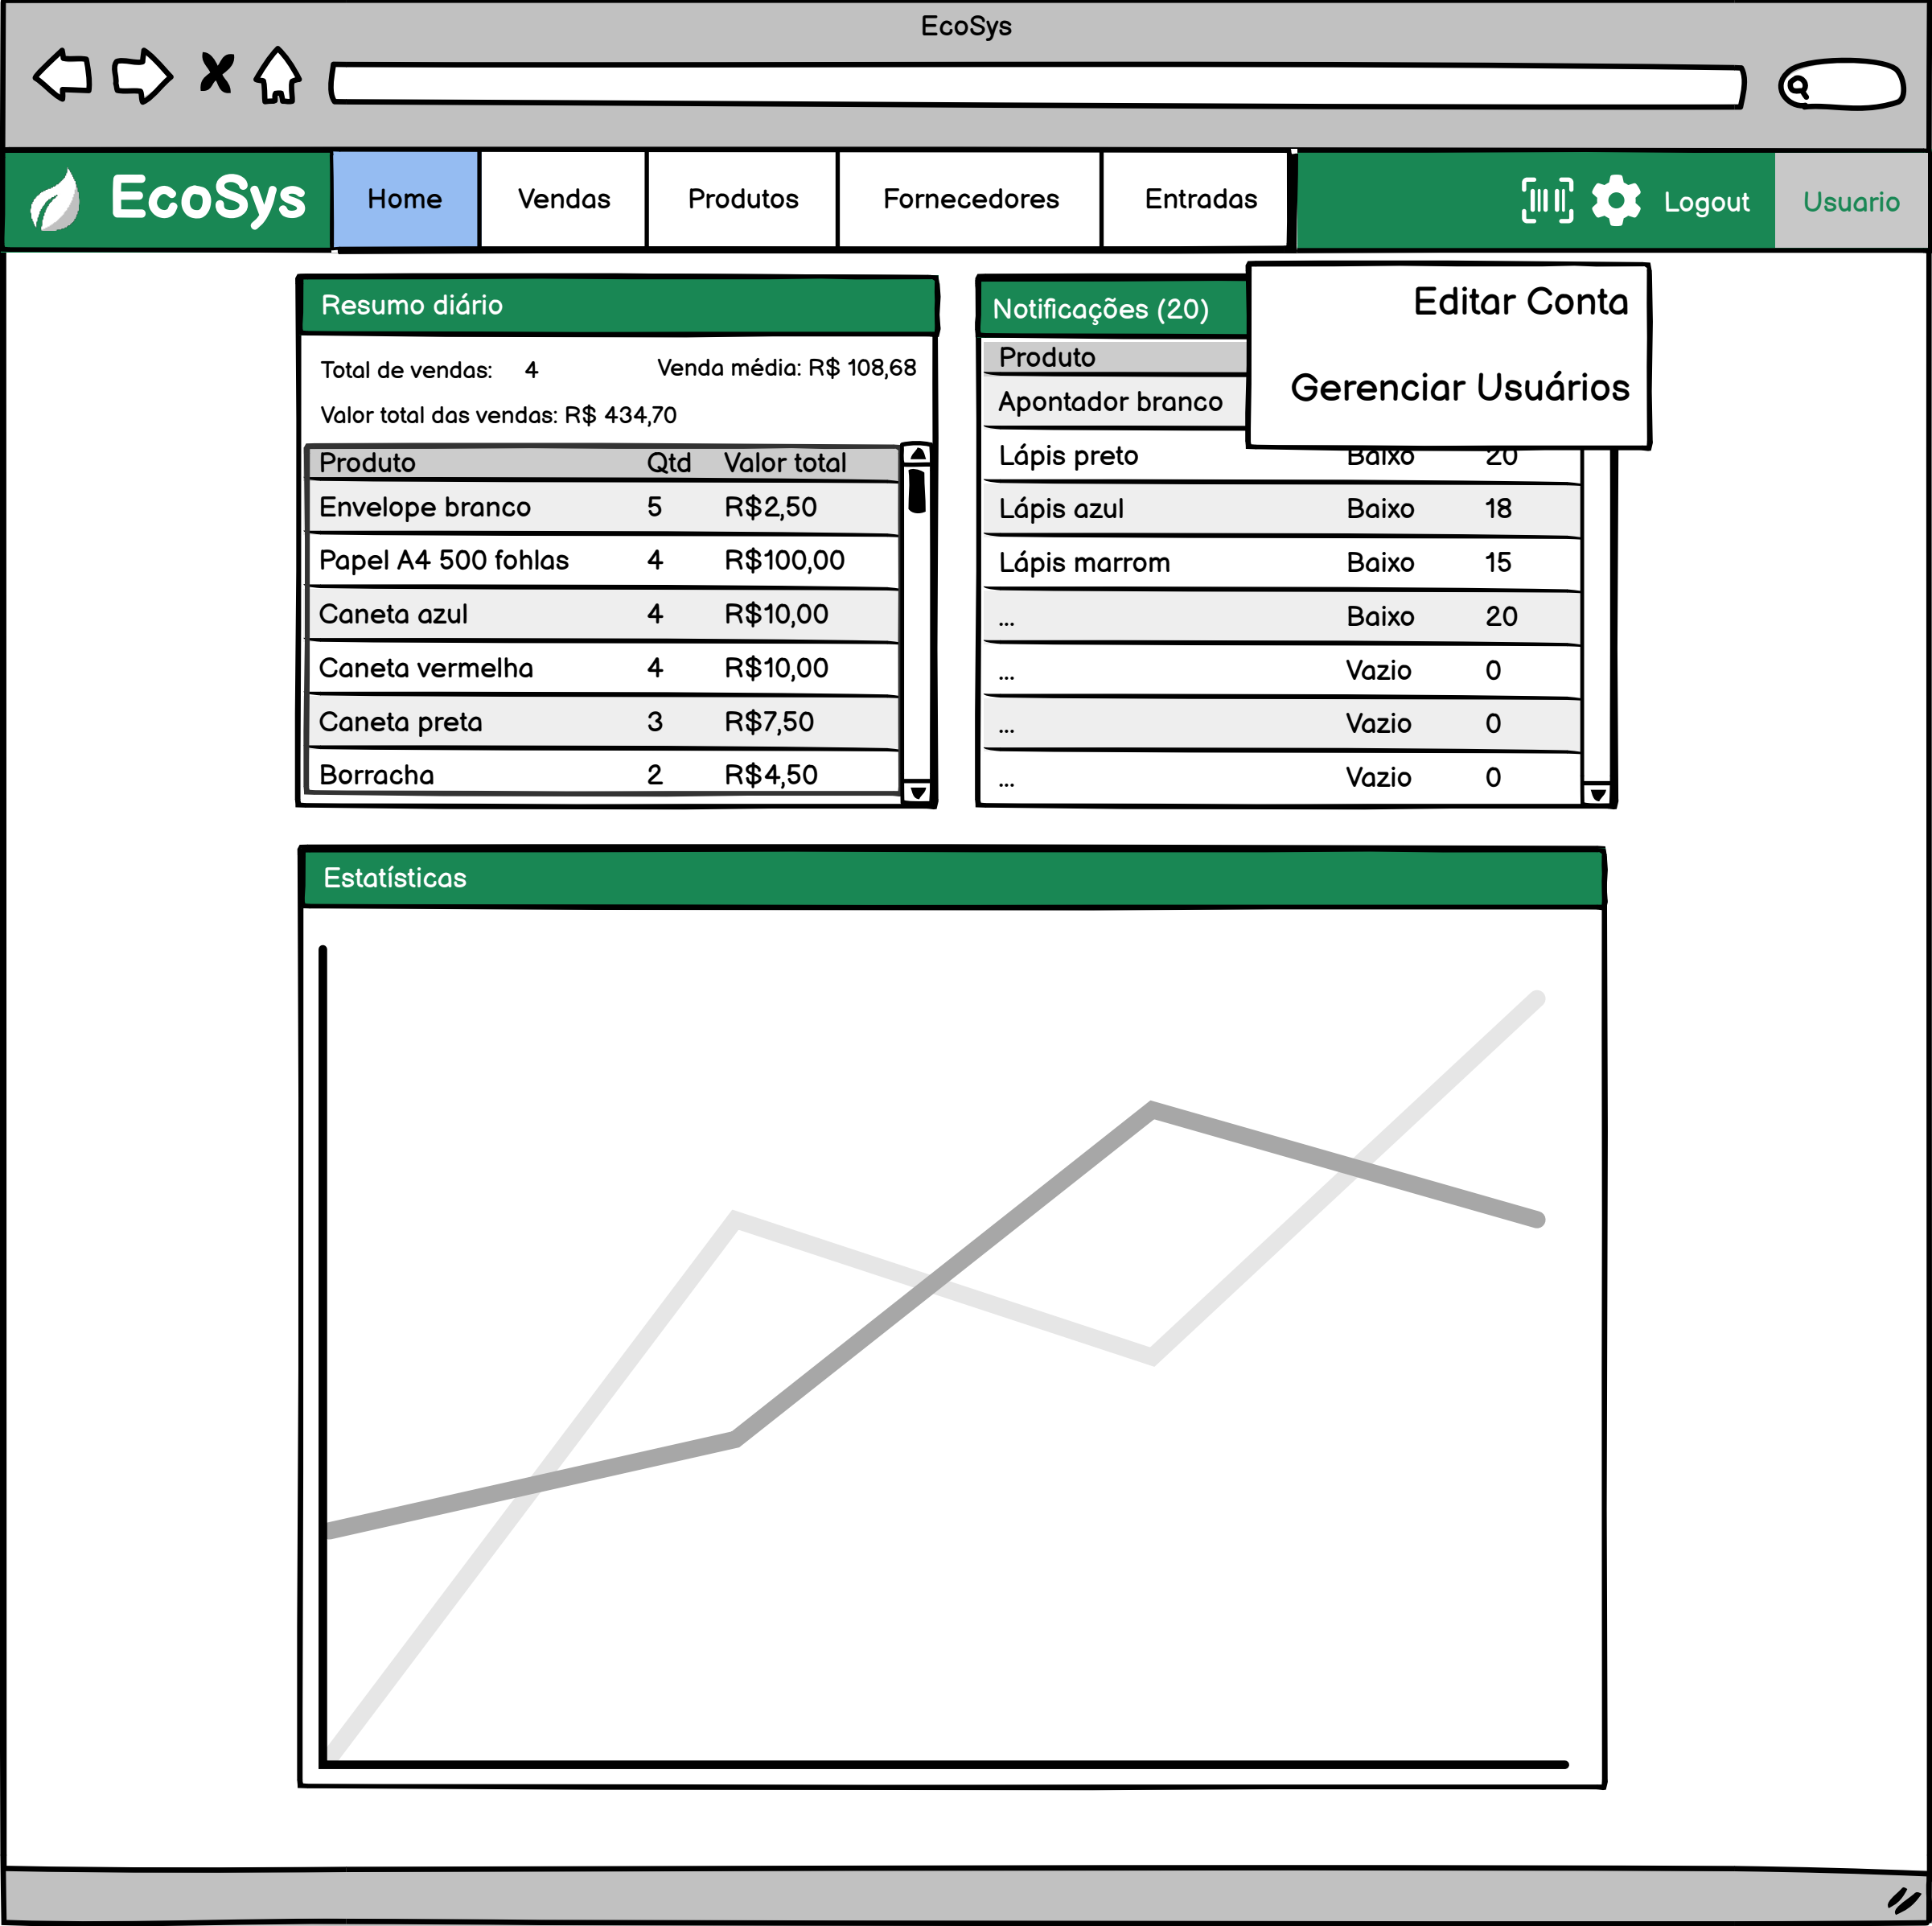 EcoSys
EcoSys Home Vendas Produtos Fornecedores Entradas Logout Usuario
Editar Conta
Gerenciar Usuários
Resumo diário
Total de vendas: 4 Venda média: R$ 108,68
Valor total das vendas: R$ 434,70
Produto Qtd Valor total
Envelope branco 5 R$2,50
Papel A4 500 fohlas 4 R$100,00
Caneta azul 4 R$10,00
Caneta vermelha 4 R$10,00
Caneta preta 3 R$7,50
Borracha 2 R$4,50
Notificações (20)
Produto
Apontador branco
Lápis preto Baixo 20
Lápis azul Baixo 18
Lápis marrom Baixo 15
... Baixo 20
... Vazio 0
... Vazio 0
... Vazio 0
Estatísticas